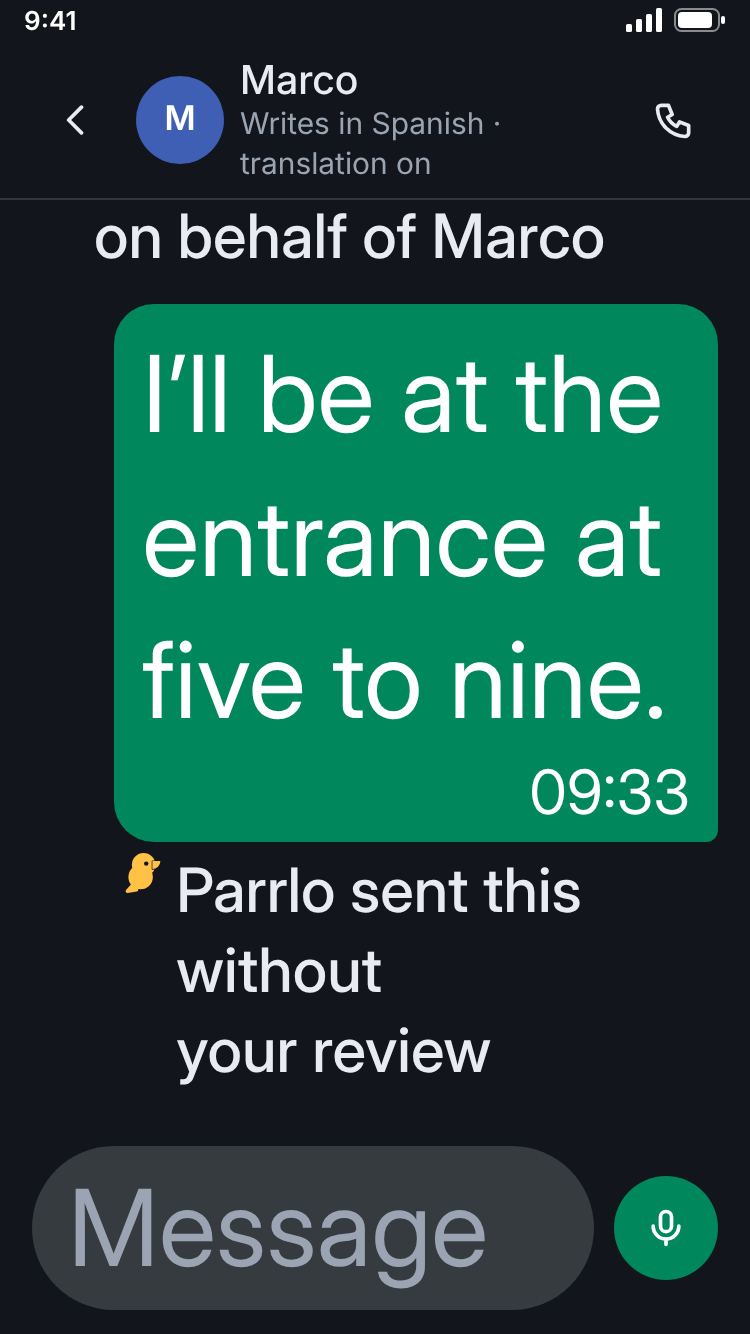 9:41
M
Marco
Writes in Spanish ·
translation on
on behalf of Marco
I’ll be at the
entrance at
five to nine.
09:33
Parrlo sent this
without
your review
Message